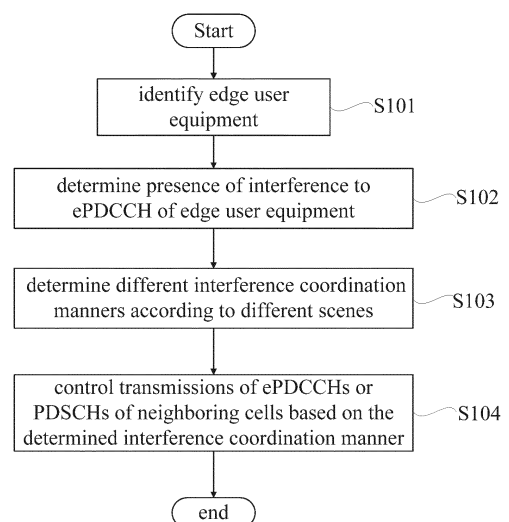 Start
identify edge user
equipment
S101
determine presence of interference to
ePDCCH of edge user equipment
S102
determine different interference coordination
manners according to different scenes
S103
control transmissions of ePDCCHs or
PDSCHs of neighboring cells based on the
determined interference coordination manner
S104
end